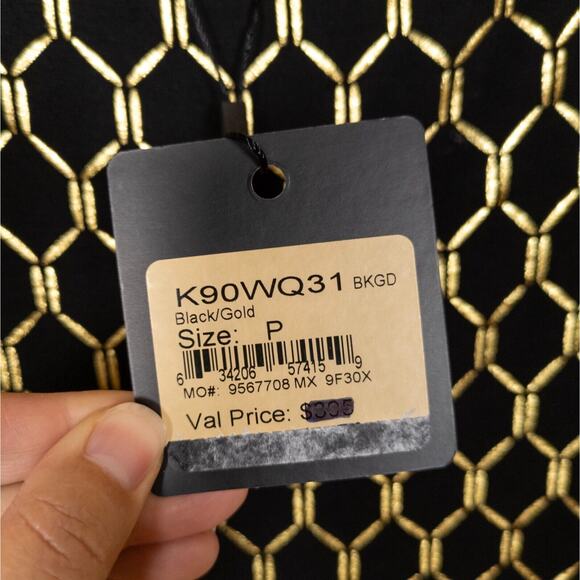 K90WQ31 BKGD
Black/Gold
Size: P
6 34206 57415 9
MO#: 9567708 MX 9F30X
Val Price: $